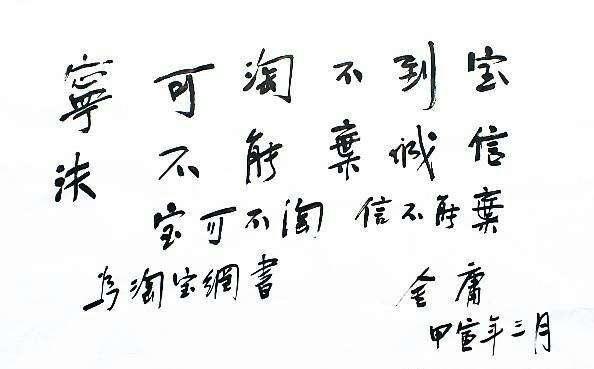 寧可淘不到宝
決不能棄誠信
宝可不淘 信不能棄
為淘宝網書 金庸
甲年三月